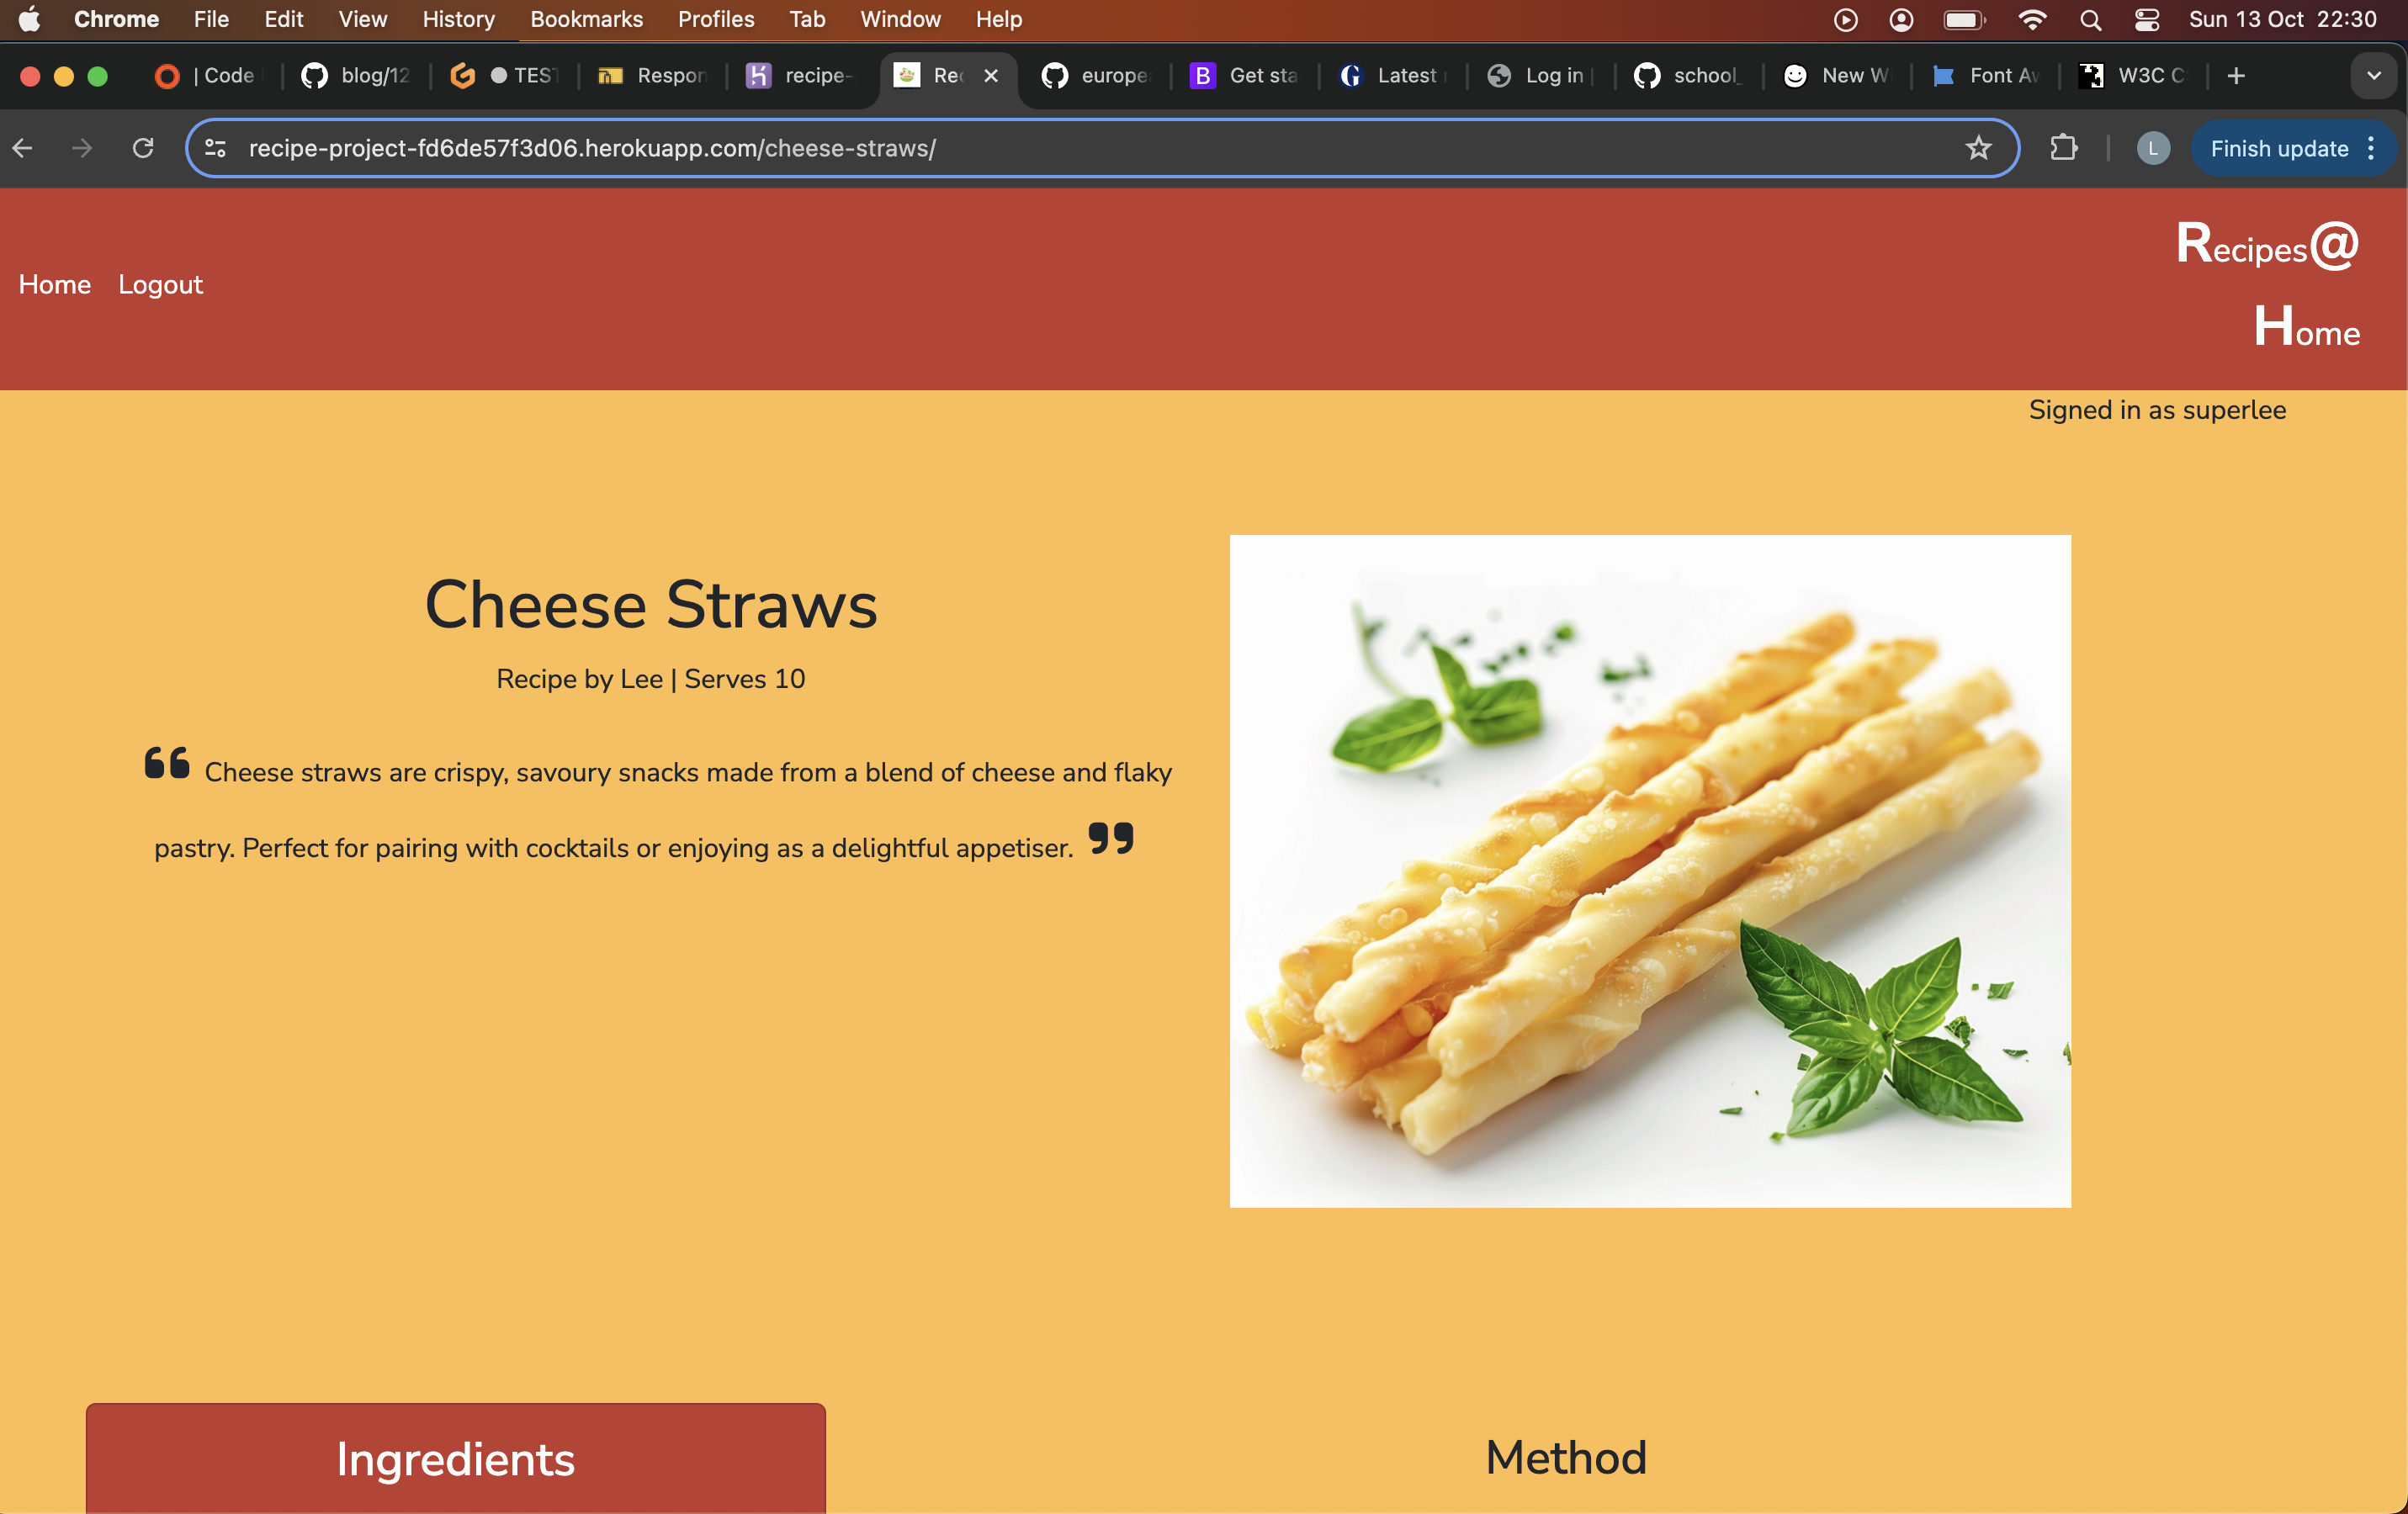 Chrome File Edit View History Bookmarks Profiles Tab Window Help Sun 13 Oct 22:30
| Code blog/12 TEST Respon recipe- Rec europe Get sta Latest Log in | school_ New W Font Aw W3C C
recipe-project-fd6de57f3d06.herokuapp.com/cheese-straws/ L Finish update
Home Logout
Recipes@
Home
Signed in as superlee
Cheese Straws
Recipe by Lee | Serves 10
“ Cheese straws are crispy, savoury snacks made from a blend of cheese and flaky
pastry. Perfect for pairing with cocktails or enjoying as a delightful appetiser. ”
Ingredients
Method